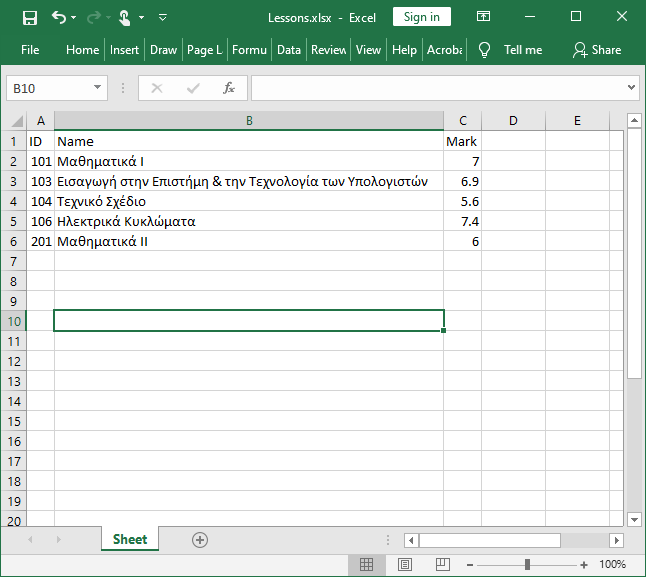 Lessons.xlsx - Excel Sign in
File Home Insert Draw Page L Formu Data Review View Help Acroba Tell me Share
B10 fx
A B C D E
1 ID Name Mark
2 101 Μαθηματικά Ι 7
3 103 Εισαγωγή στην Επιστήμη & την Τεχνολογία των Υπολογιστών 6.9
4 104 Τεχνικό Σχέδιο 5.6
5 106 Ηλεκτρικά Κυκλώματα 7.4
6 201 Μαθηματικά ΙΙ 6
7
8
9
10
11
12
13
14
15
16
17
18
19
20
Sheet
100%